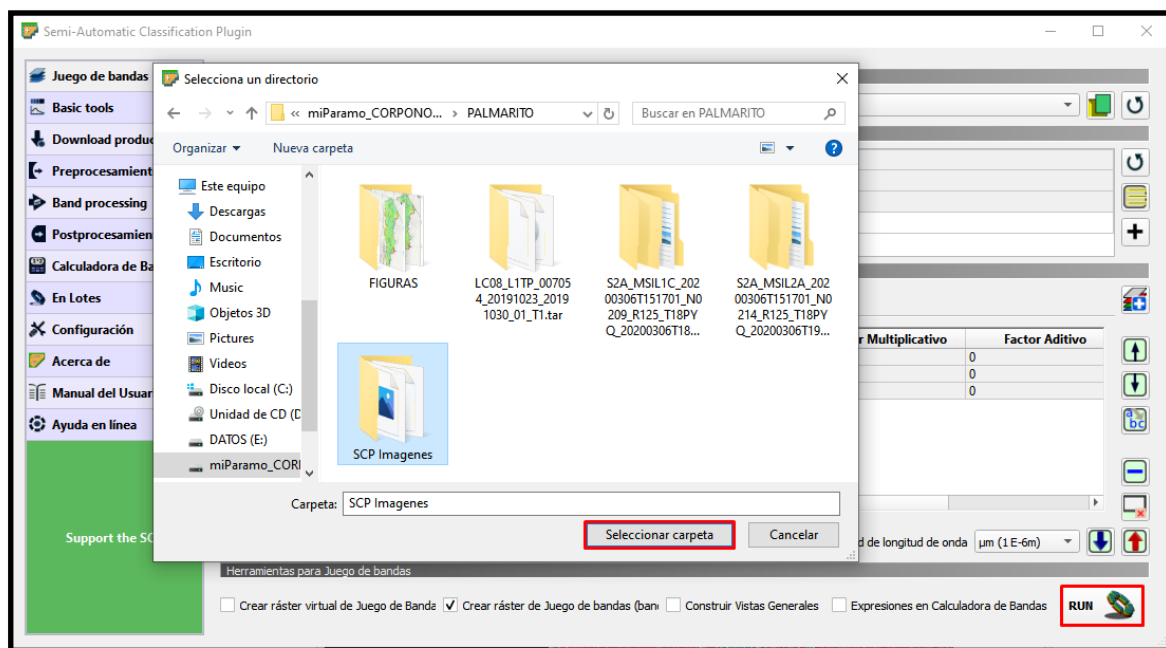 Semi-Automatic Classification Plugin
Juego de bandas
Basic tools
Download produc
Preprocesamient
Band processing
Postprocesamien
Calculadora de Ba
En Lotes
Configuración
Acerca de
Manual del Usuar
Ayuda en línea
Support the SC
Selecciona un directorio
« miParamo_CORPONO... > PALMARITO
Buscar en PALMARITO
Organizar
Nueva carpeta
Este equipo
Descargas
Documentos
Escritorio
Music
Objetos 3D
Pictures
Videos
Disco local (C:)
Unidad de CD (D
DATOS (E:)
miParamo_CORI
FIGURAS
LC08_L1TP_00705
4_20191023_2019
1030_01_T1.tar
S2A_MSIL1C_202
00306T151701_N0
209_R125_T18PY
Q_20200306T18...
S2A_MSIL2A_202
00306T151701_N0
214_R125_T18PY
Q_20200306T19...
SCP Imagenes
Carpeta: SCP Imagenes
Seleccionar carpeta
Cancelar
r Multiplicativo
Factor Aditivo
0
0
0
d de longitud de onda
µm (1 E-6m)
Herramientas para Juego de bandas
Crear ráster virtual de Juego de Banda
Crear ráster de Juego de bandas (ban
Construir Vistas Generales
Expresiones en Calculadora de Bandas
RUN